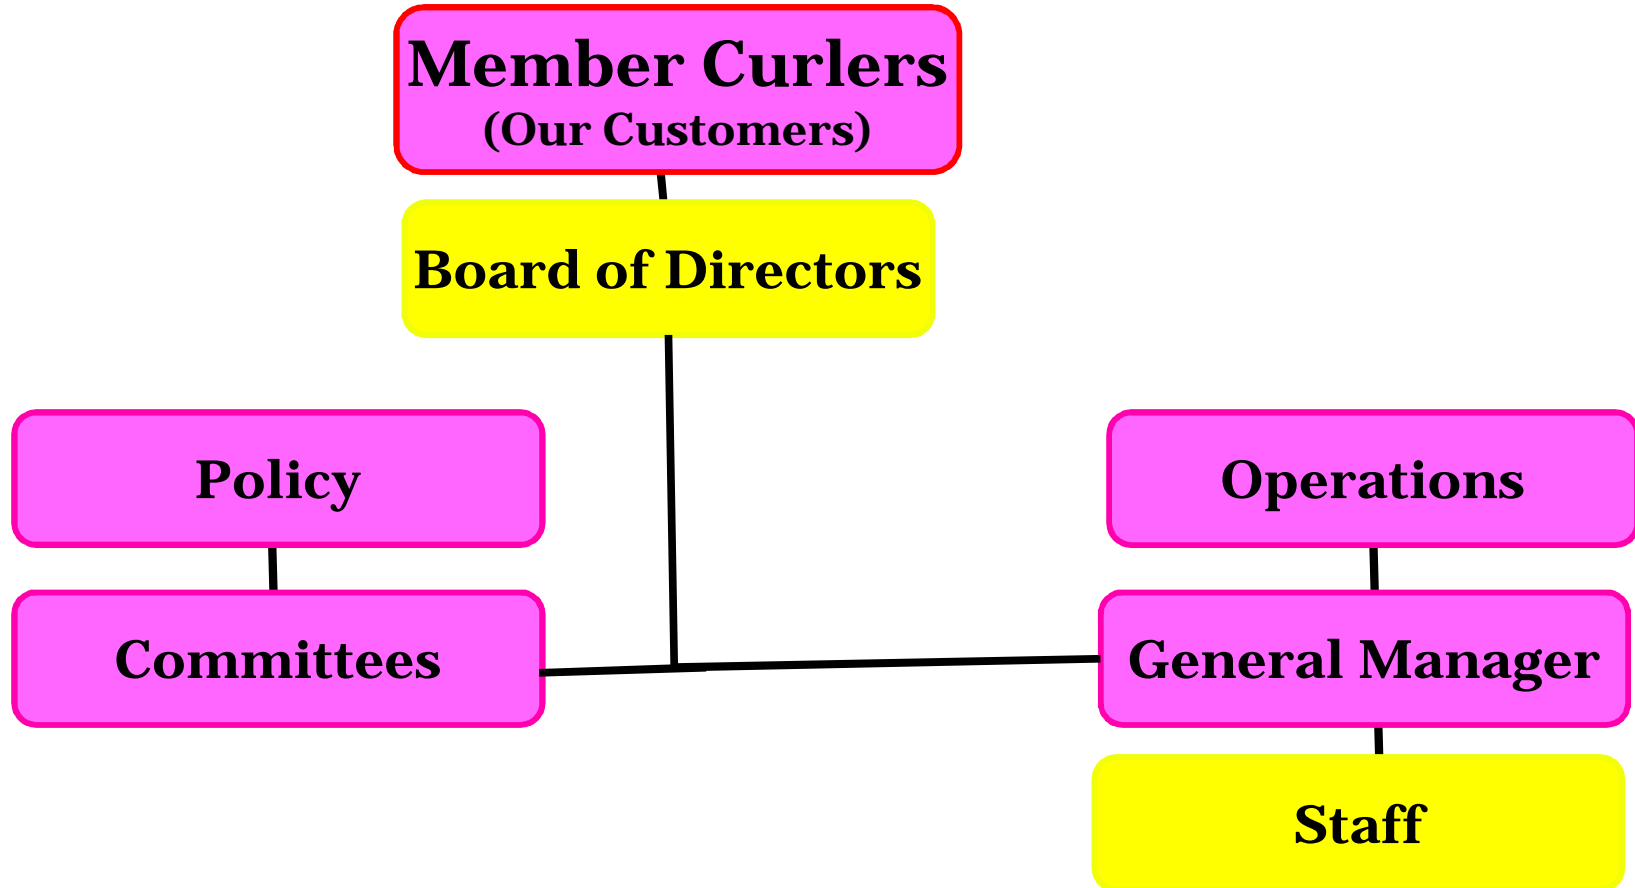 Member Curlers
(Our Customers)
Board of Directors
Policy
Operations
Committees
General Manager
Staff